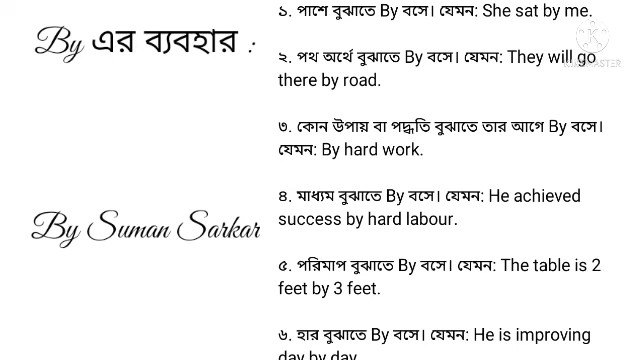 By এর ব্যবহার :
By Suman Sarkar
১. পাশে বুঝাতে By বসে। যেমন: She sat by me.
২. পথ অর্থে বুঝাতে By বসে। যেমন: They will go
there by road.
৩. কোন উপায় বা পদ্ধতি বুঝাতে তার আগে By বসে।
যেমন: By hard work.
৪. মাধ্যম বুঝাতে By বসে। যেমন: He achieved
success by hard labour.
৫. পরিমাপ বুঝাতে By বসে। যেমন: The table is 2
feet by 3 feet.
৬. হার বুঝাতে By বসে। যেমন: He is improving
day by day